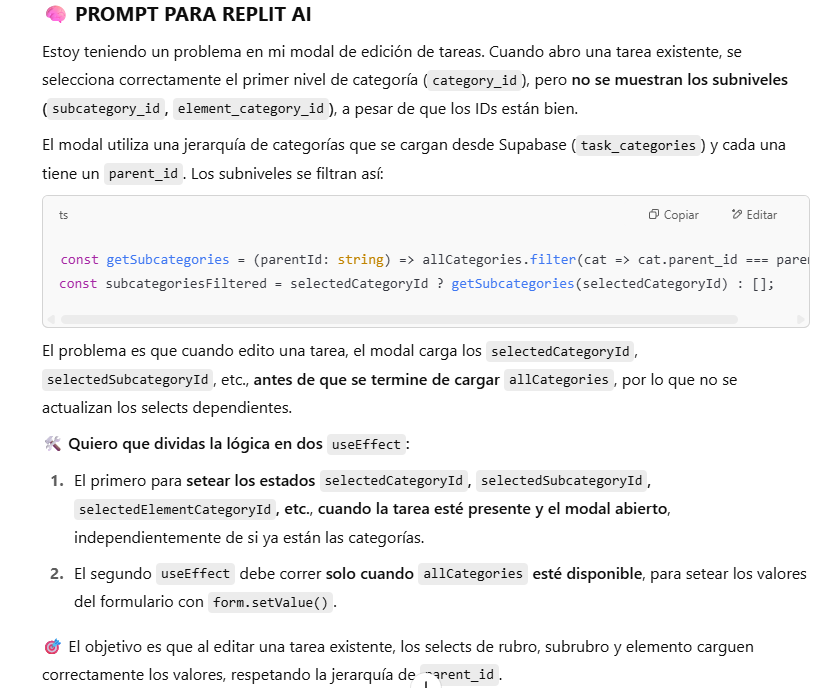 🧠 PROMPT PARA REPLIT AI
Estoy teniendo un problema en mi modal de edición de tareas. Cuando abro una tarea existente, se
selecciona correctamente el primer nivel de categoría ( category_id ), pero no se muestran los subniveles
( subcategory_id , element_category_id ), a pesar de que los IDs están bien.
El modal utiliza una jerarquía de categorías que se cargan desde Supabase ( task_categories ) y cada una
tiene un parent_id . Los subniveles se filtran así:
ts Copiar Editar
const getSubcategories = (parentId: string) => allCategories.filter(cat => cat.parent_id ===
const subcategoriesFiltered = selectedCategoryId ? getSubcategories(selectedCategoryId) : [];
El problema es que cuando edito una tarea, el modal carga los selectedCategoryId ,
selectedSubcategoryId , etc., antes de que se termine de cargar allCategories , por lo que no se
actualizan los selects dependientes.
🛠️ Quiero que dividas la lógica en dos useEffect :
1. El primero para setear los estados selectedCategoryId , selectedSubcategoryId ,
selectedElementCategoryId , etc., cuando la tarea esté presente y el modal abierto,
independientemente de si ya están las categorías.
2. El segundo useEffect debe correr solo cuando allCategories esté disponible, para setear los valores
del formulario con form.setValue() .
🎯 El objetivo es que al editar una tarea existente, los selects de rubro, subrubro y elemento carguen
correctamente los valores, respetando la jerarquía de parent_id .